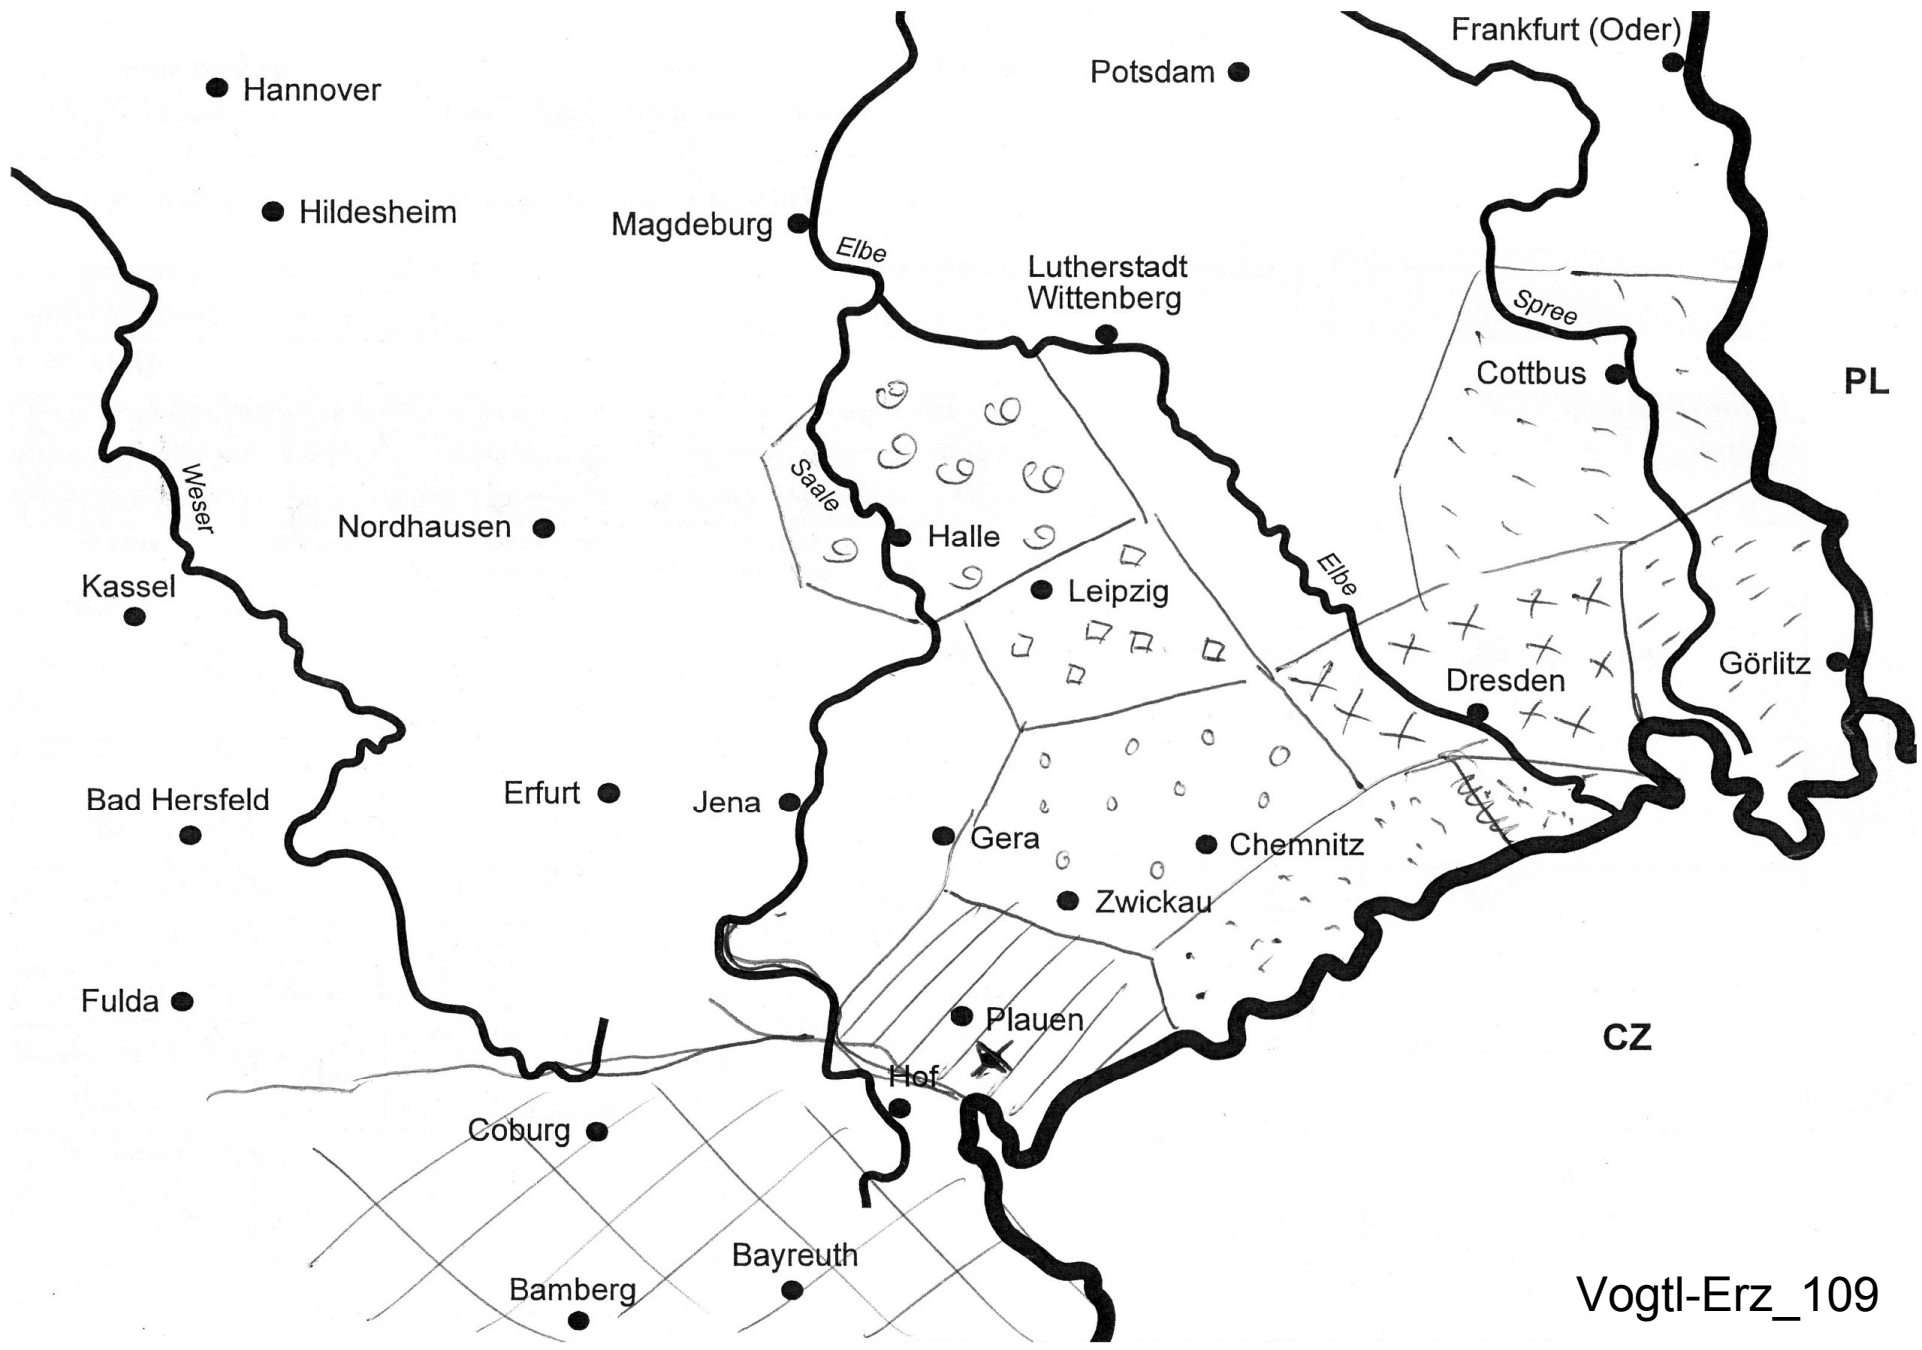 Frankfurt (Oder)
Potsdam
Hannover
Hildesheim
Magdeburg
Elbe
Lutherstadt
Wittenberg
Spree
Cottbus
PL
Weser
Saale
Nordhausen
Halle
Elbe
Leipzig
Kassel
Görlitz
Dresden
Bad Hersfeld
Erfurt
Jena
Gera
Chemnitz
Zwickau
Fulda
Plauen
CZ
Hof
Coburg
Bayreuth
Bamberg
Vogtl-Erz_109